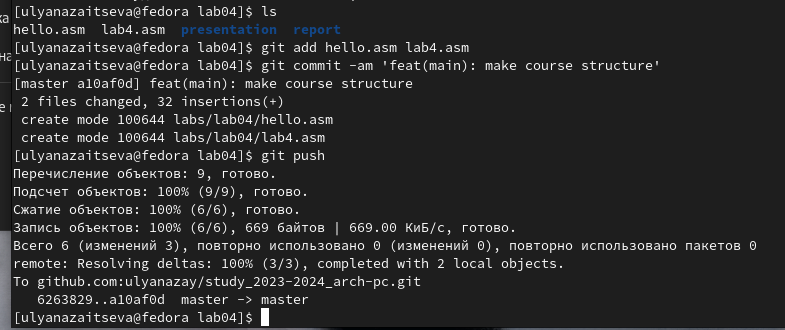 [ulyanazaitseva@fedora lab04]$ ls
hello.asm  lab4.asm  presentation  report
[ulyanazaitseva@fedora lab04]$ git add hello.asm lab4.asm
[ulyanazaitseva@fedora lab04]$ git commit -am 'feat(main): make course structure'
[master a10af0d] feat(main): make course structure
 2 files changed, 32 insertions(+)
 create mode 100644 labs/lab04/hello.asm
 create mode 100644 labs/lab04/lab4.asm
[ulyanazaitseva@fedora lab04]$ git push
Перечисление объектов: 9, готово.
Подсчет объектов: 100% (9/9), готово.
Сжатие объектов: 100% (6/6), готово.
Запись объектов: 100% (6/6), 669 байтов | 669.00 КиБ/с, готово.
Всего 6 (изменений 3), повторно использовано 0 (изменений 0), повторно использовано пакетов 0
remote: Resolving deltas: 100% (3/3), completed with 2 local objects.
To github.com:ulyanazay/study_2023-2024_arch-pc.git
   6263829..a10af0d  master -> master
[ulyanazaitseva@fedora lab04]$